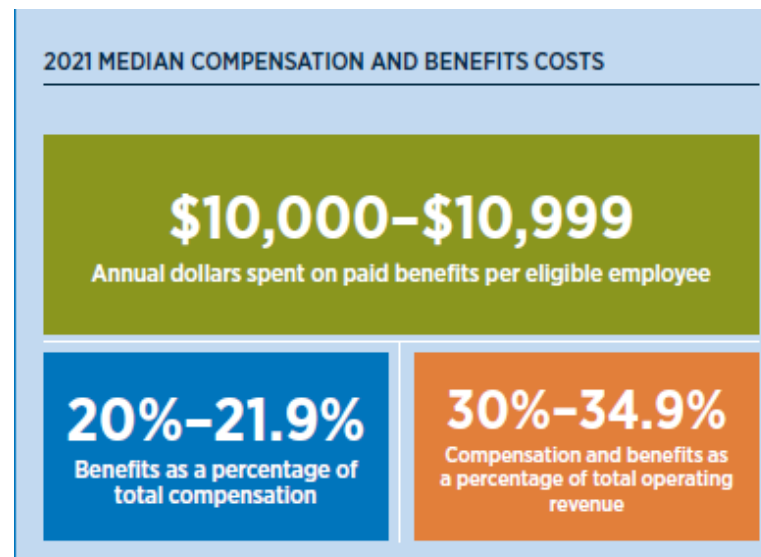 2021 MEDIAN COMPENSATION AND BENEFITS COSTS
$10,000–$10,999
Annual dollars spent on paid benefits per eligible employee
20%–21.9%
Benefits as a percentage of
total compensation
30%–34.9%
Compensation and benefits as
a percentage of total operating
revenue